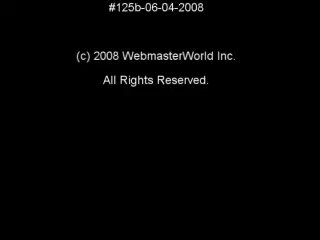 #125b-06-04-2008
(c) 2008 WebmasterWorld Inc.
All Rights Reserved.